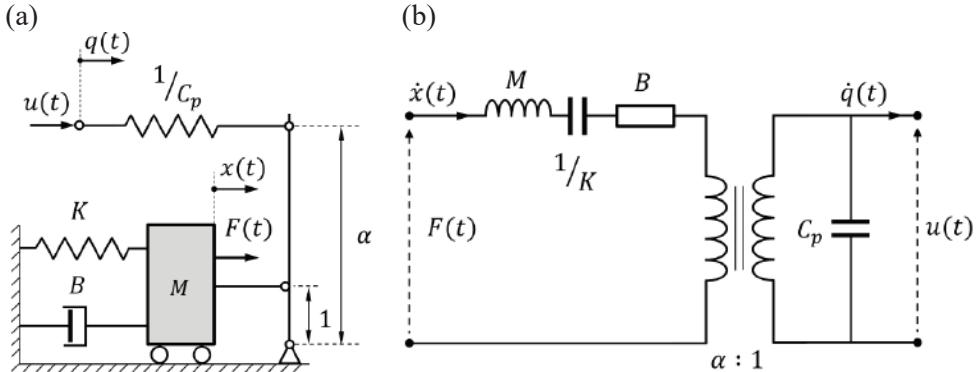 (a)
q(t)
1/C_p
u(t)
x(t)
K
F(t)
α
B
M
1
(b)
ẋ(t)
M
B
q̇(t)
1/K
F(t)
C_p
u(t)
α : 1